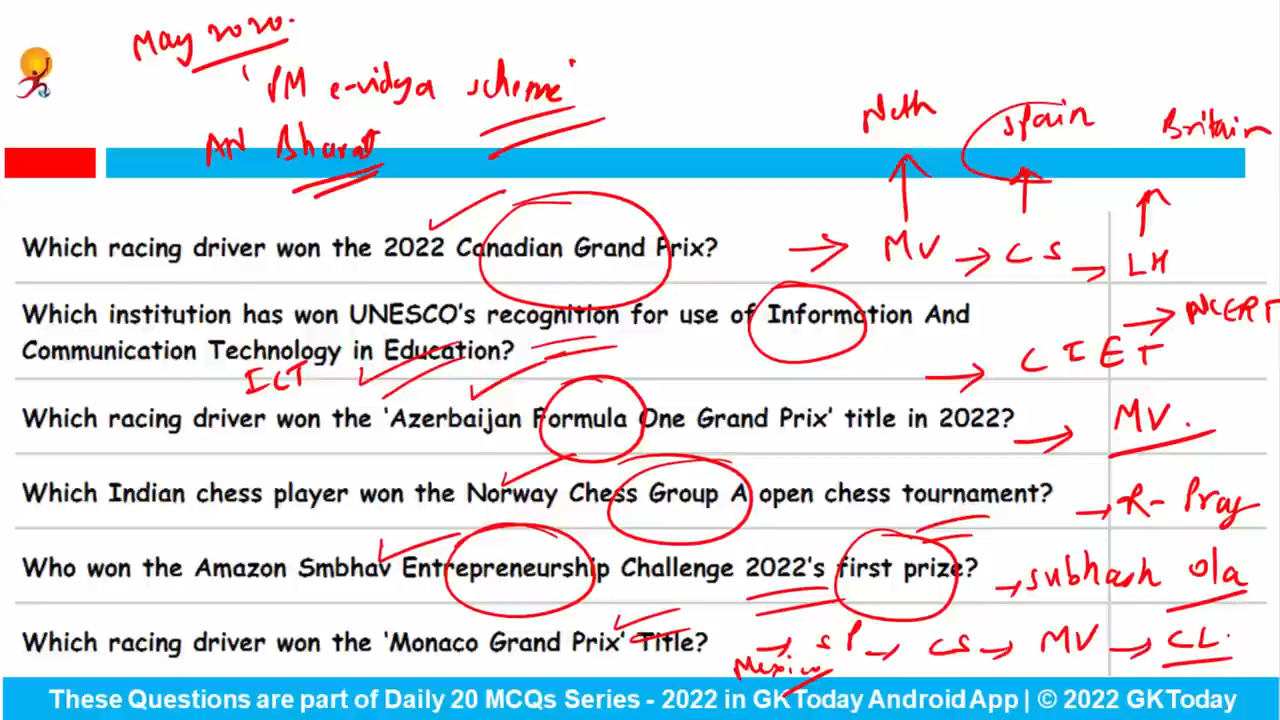 May 2020.
'PM e-vidya scheme'
AN Bharat
Neth Spain Britain
Which racing driver won the 2022 Canadian Grand Prix? → MV → CS → LH
Which institution has won UNESCO's recognition for use of Information And
→ NCERT
Communication Technology in Education? → CIET
ICT
Which racing driver won the 'Azerbaijan Formula One Grand Prix' title in 2022? → MV.
Which Indian chess player won the Norway Chess Group A open chess tournament? → R- Prag
Who won the Amazon Smbhav Entrepreneurship Challenge 2022's first prize? → subhash ola
Which racing driver won the 'Monaco Grand Prix' Title? → SP → CS → MV → CL.
Mexico
These Questions are part of Daily 20 MCQs Series - 2022 in GKToday Android App | © 2022 GKToday